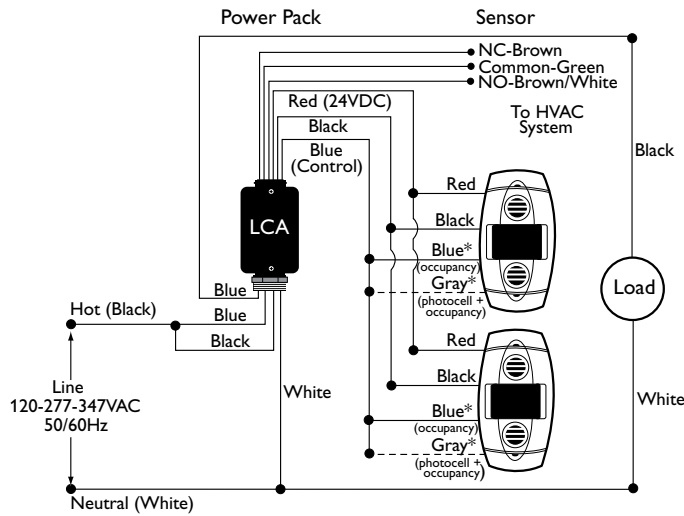 Power Pack
Sensor
NC-Brown
Common-Green
NO-Brown/White
Red (24VDC)
To HVAC
System
Black
Blue
(Control)
Black
Red
LCA
Black
Blue*
(occupancy)
Gray*
(photocell +
occupancy)
Load
Blue
Hot (Black)
Blue
Black
Red
Line
120-277-347VAC
50/60Hz
White
Black
White
Blue*
(occupancy)
Gray*
(photocell +
occupancy)
Neutral (White)